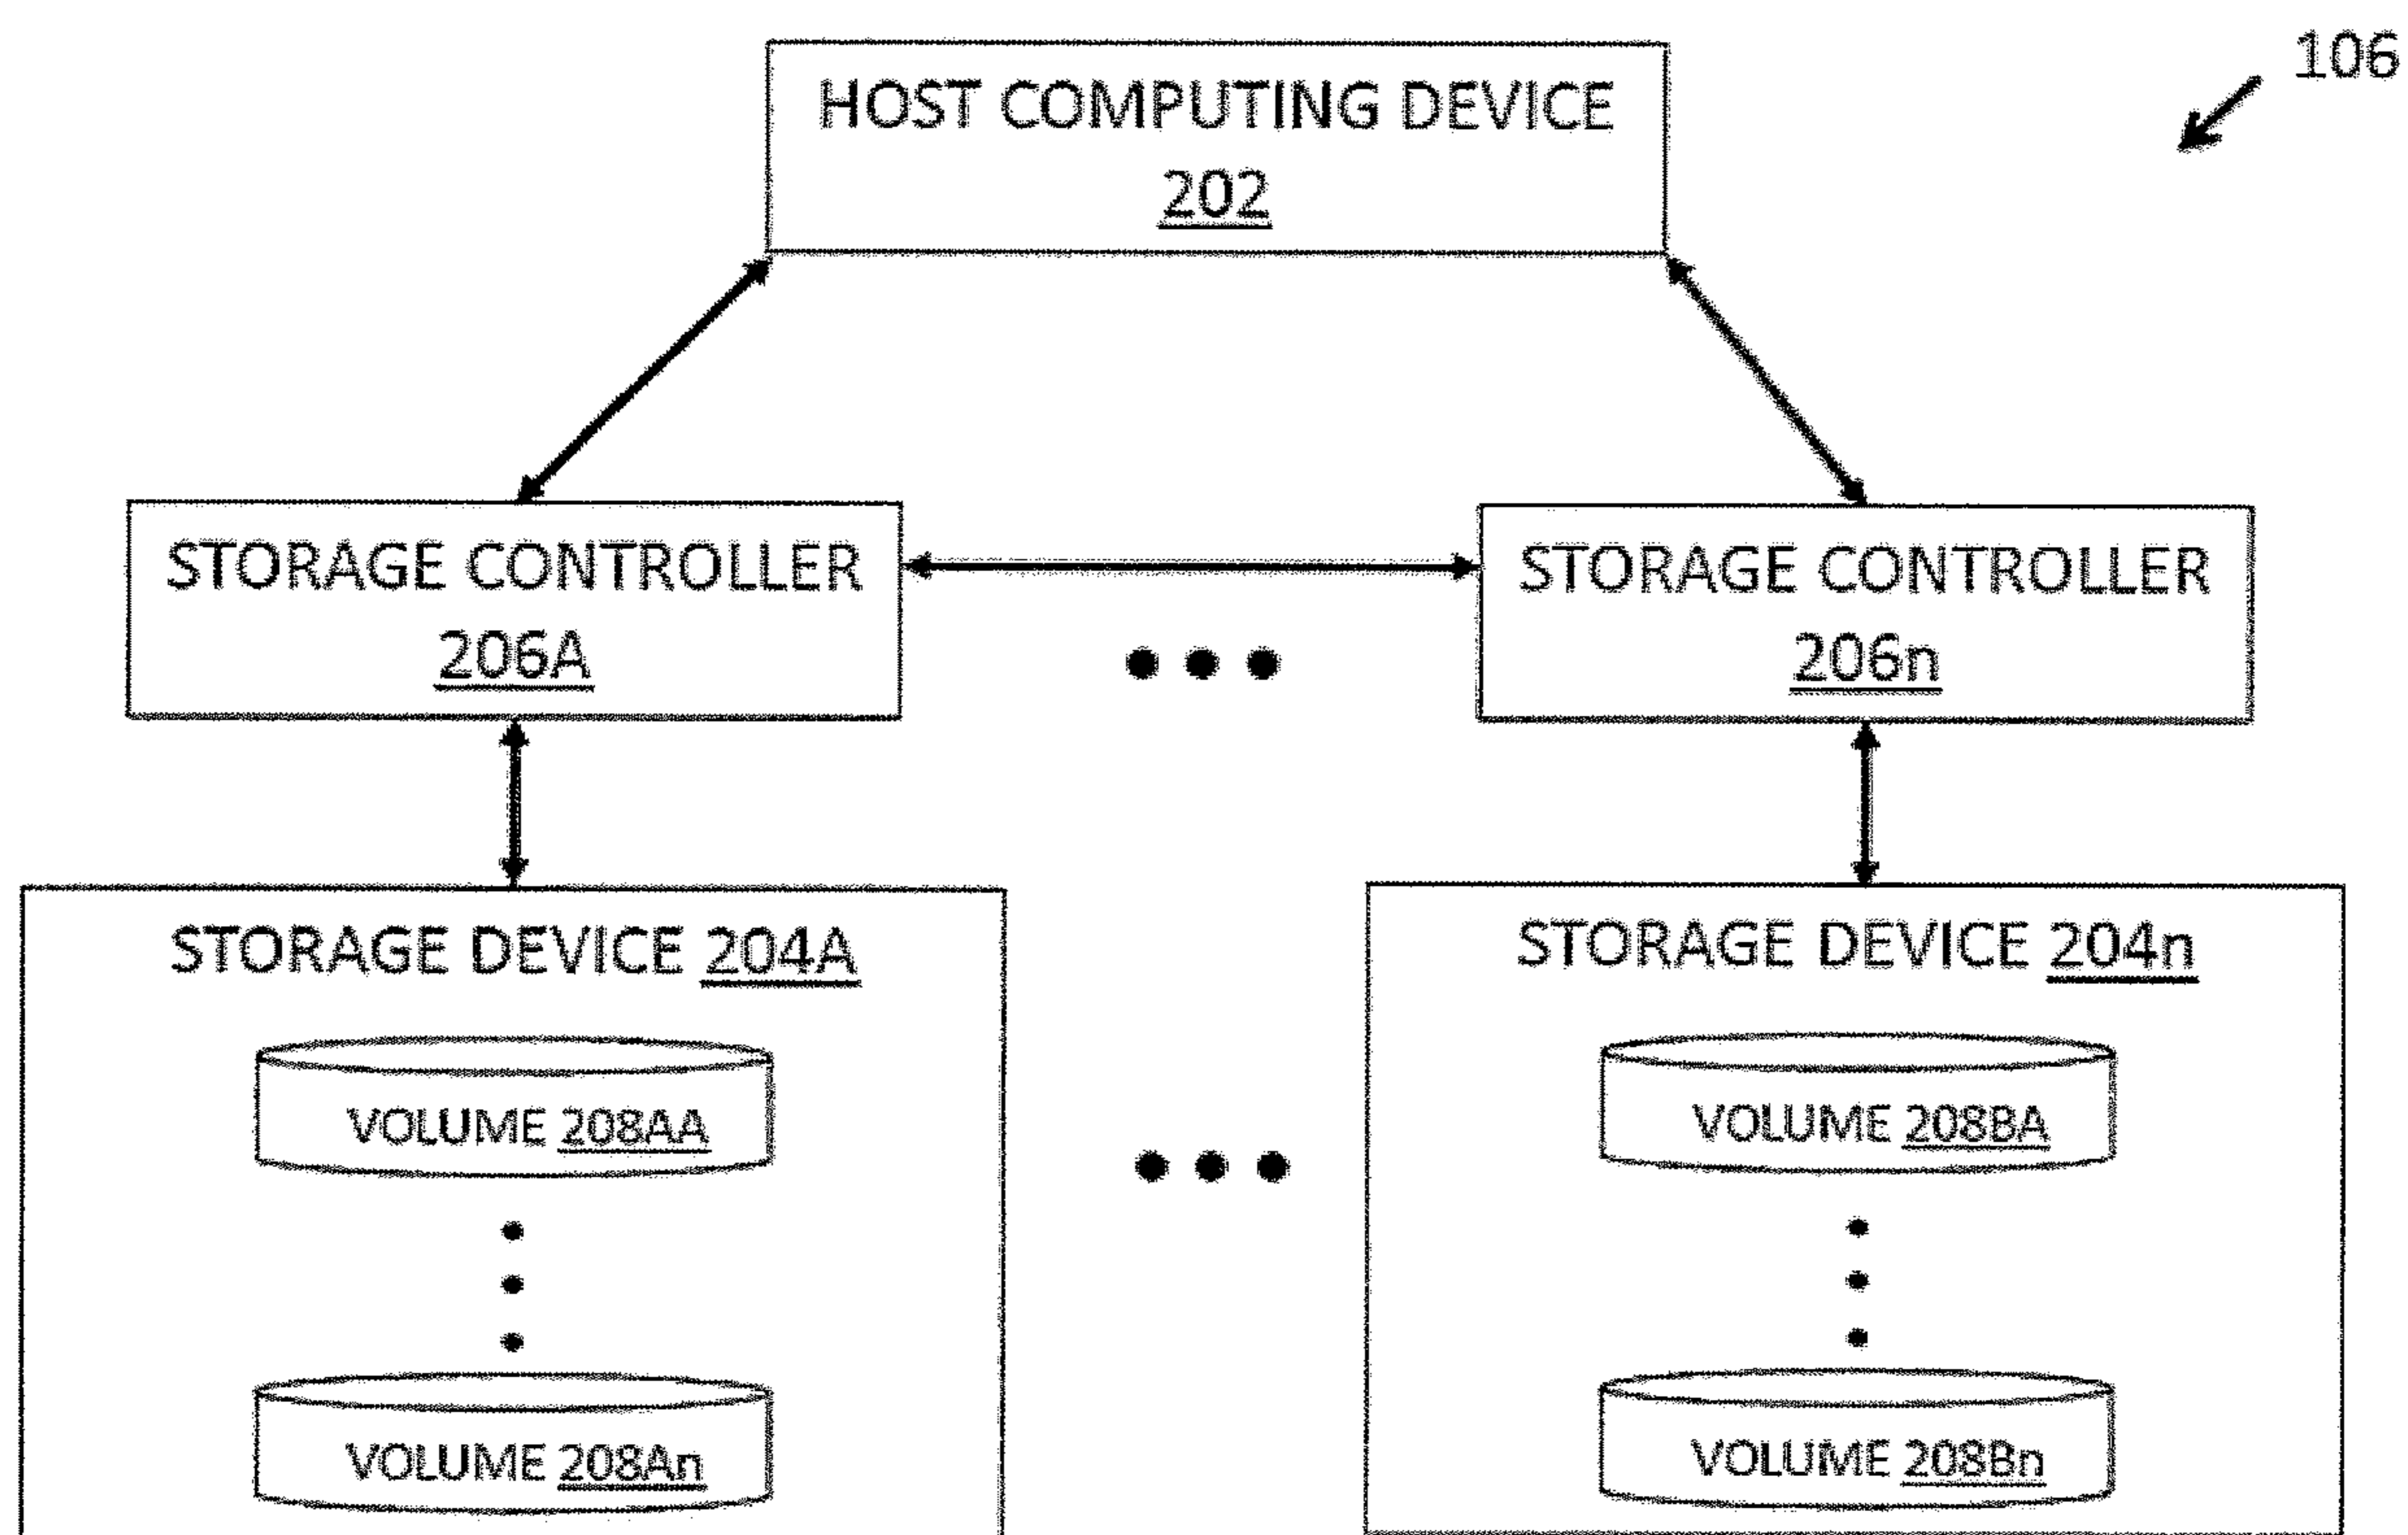 106
HOST COMPUTING DEVICE
202
STORAGE CONTROLLER
206A
STORAGE CONTROLLER
206n
STORAGE DEVICE 204A
STORAGE DEVICE 204n
VOLUME 208AA
VOLUME 208BA
VOLUME 208An
VOLUME 208Bn